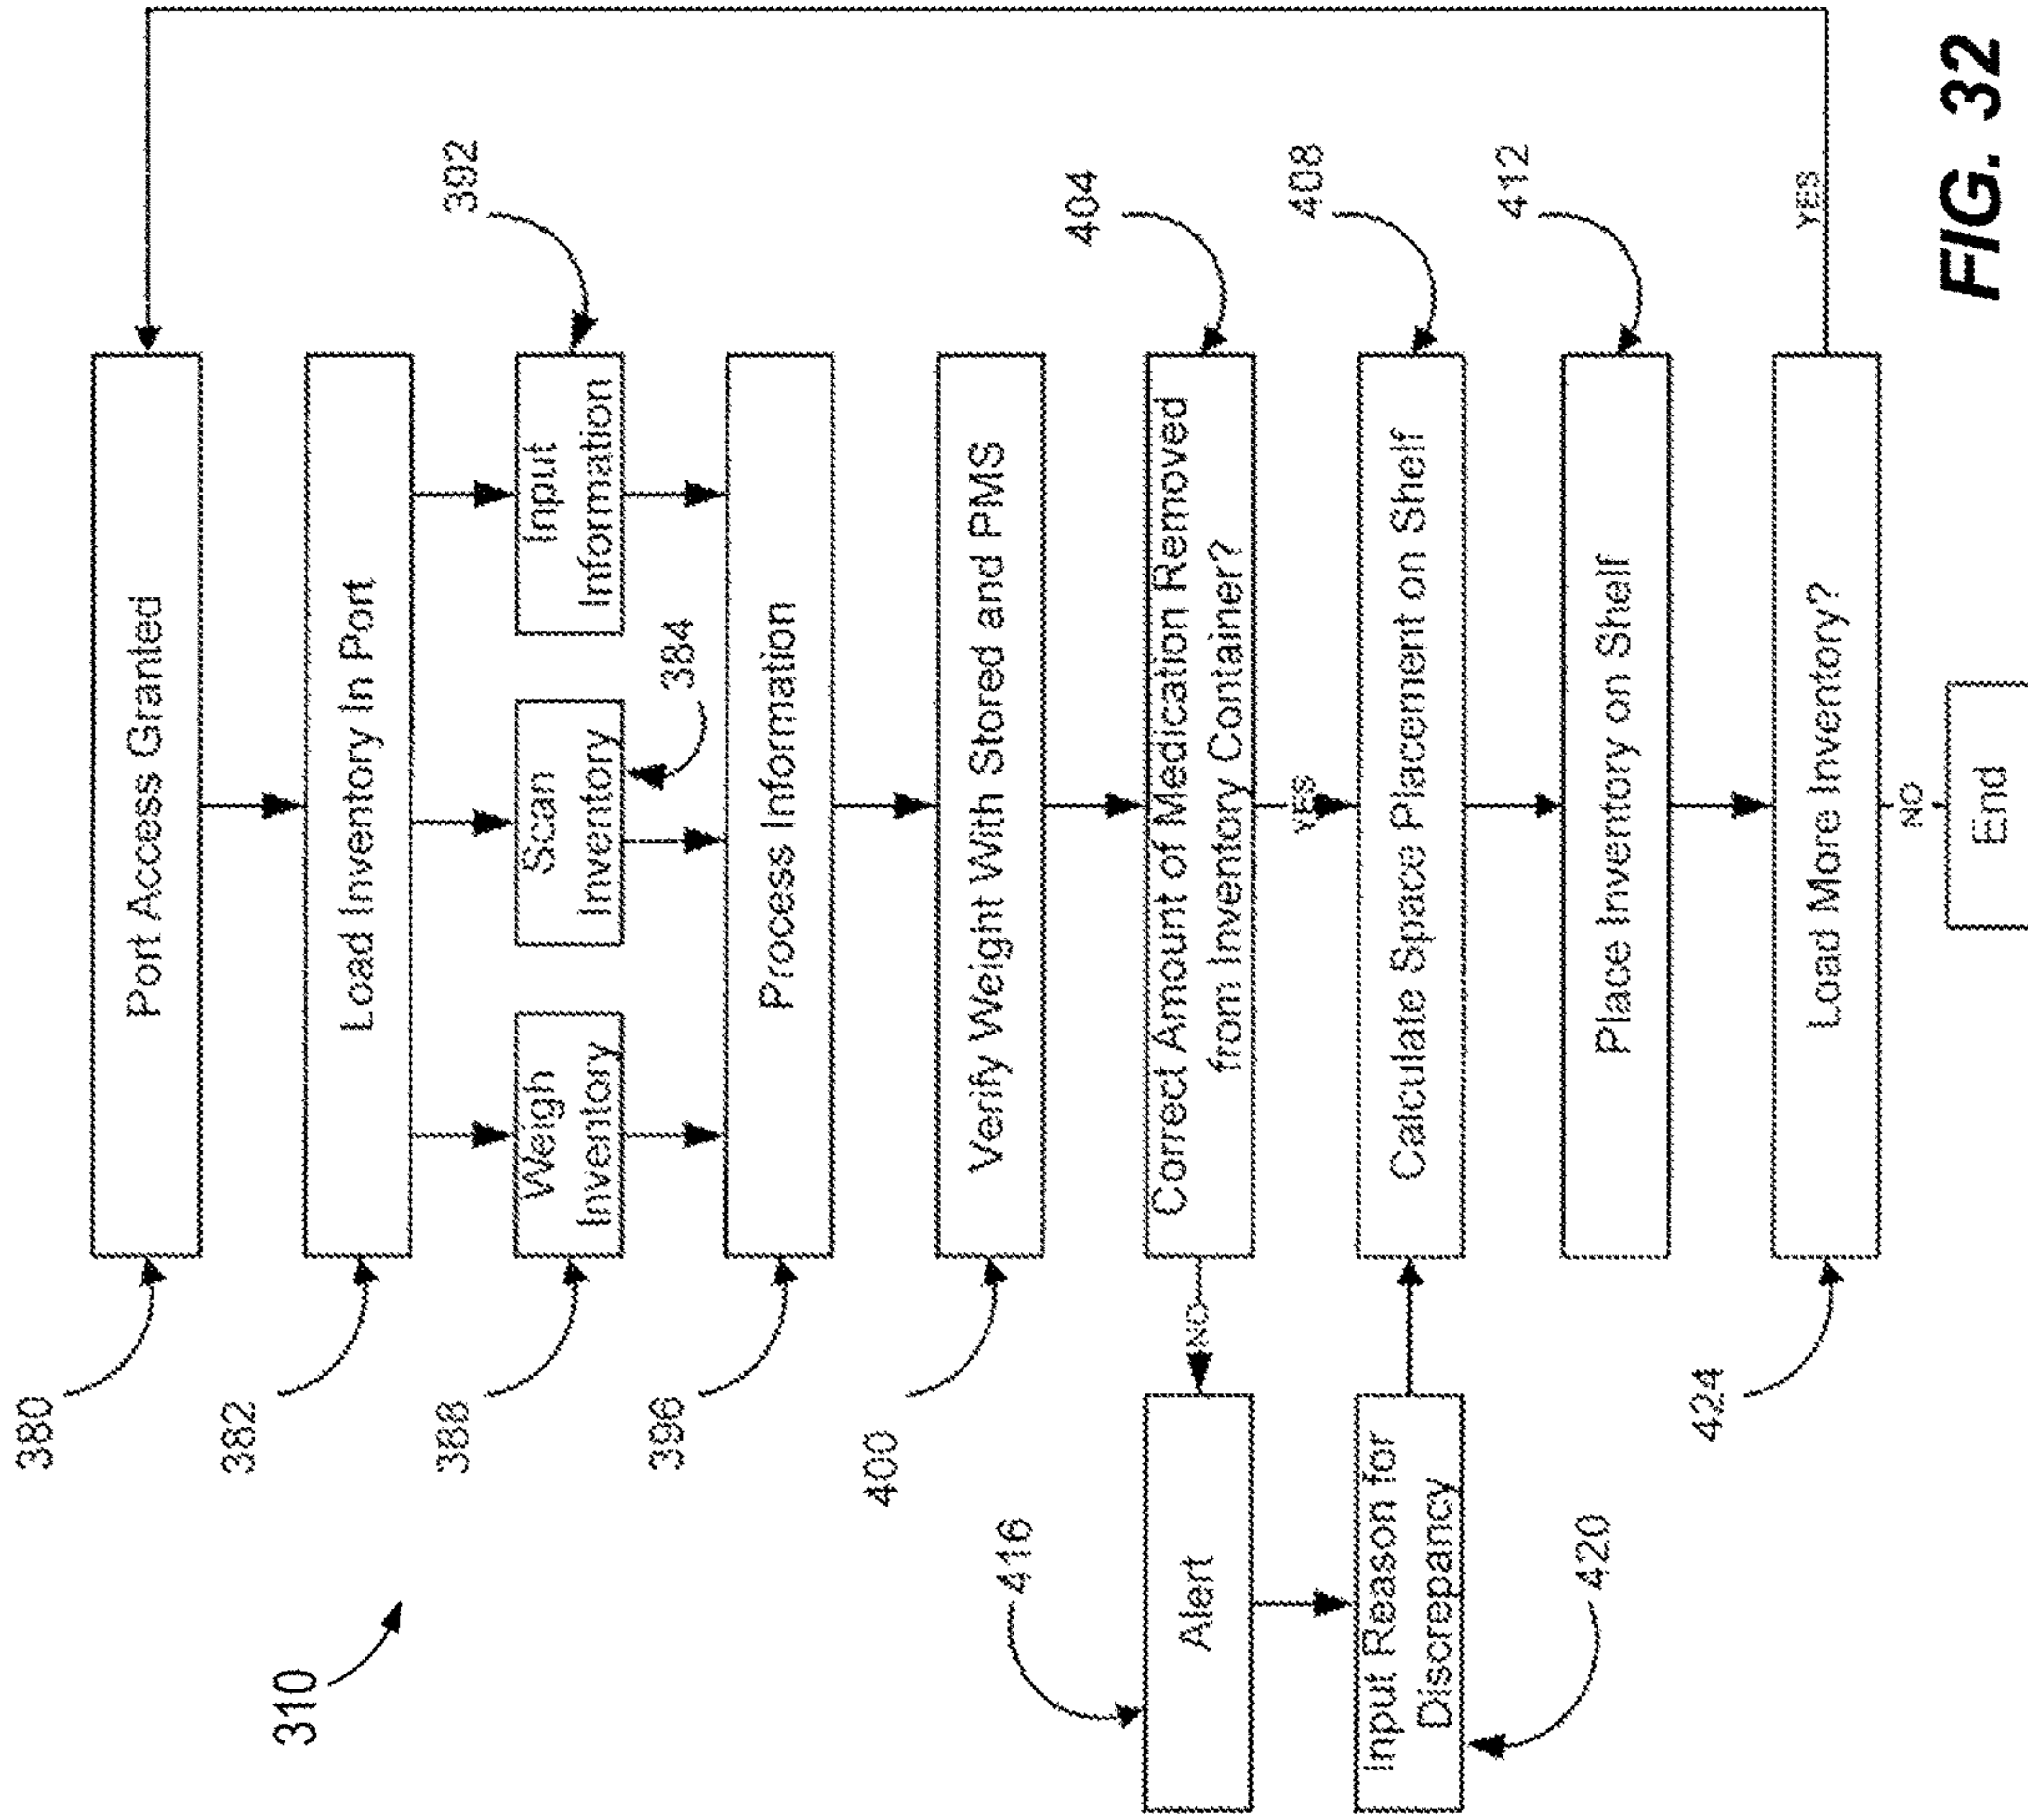 310
380
Port Access Granted
382
Load Inventory In Port
388
Weigh
Inventory
Scan
Inventory
384
Input
Information
392
396
Process Information
400
Verify Weight With Stored and PMS
404
Correct Amount of Medication Removed
from Inventory Container?
NO
YES
416
Alert
408
Calculate Space Placement on Shelf
Input Reason for
Discrepancy
420
412
Place Inventory on Shelf
424
Load More Inventory?
YES
NO
End
FIG. 32